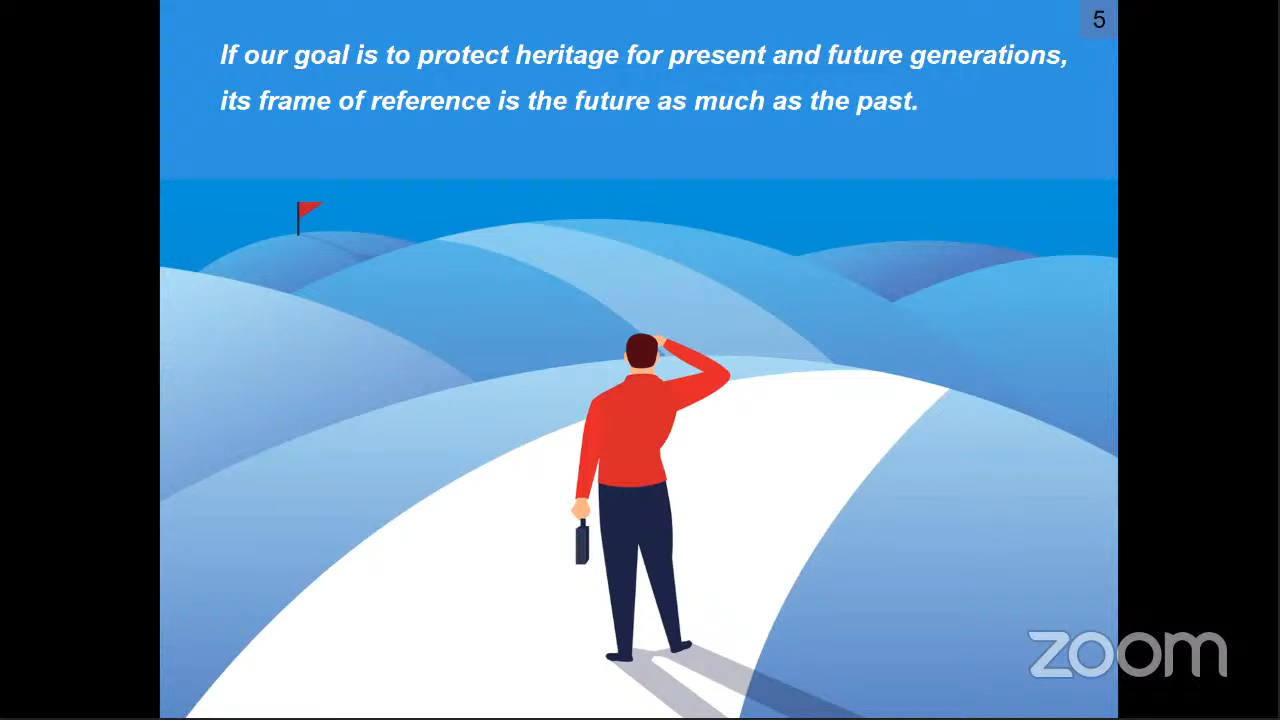 5
If our goal is to protect heritage for present and future generations,
its frame of reference is the future as much as the past.
zoom